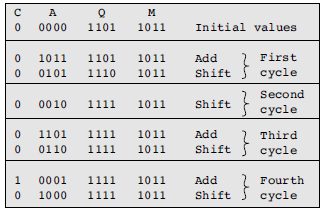 C A Q M
0 0000 1101 1011 Initial values
0 1011 1101 1011 Add First
0 0101 1110 1011 Shift cycle
0 0010 1111 1011 Shift Second cycle
0 1101 1111 1011 Add Third
0 0110 1111 1011 Shift cycle
1 0001 1111 1011 Add Fourth
0 1000 1111 1011 Shift cycle